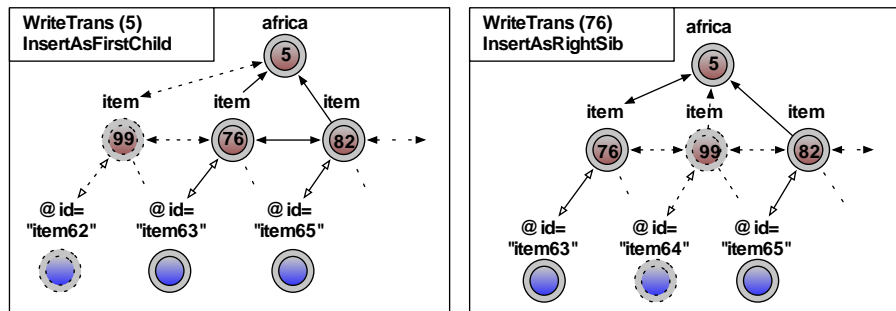 WriteTrans (5)
InsertAsFirstChild
africa
5
item
item
item
99
76
82
@id=
"item62"
@id=
"item63"
@id=
"item65"
WriteTrans (76)
InsertAsRightSib
africa
5
item
item
item
76
99
82
@id=
"item63"
@id=
"item64"
@id=
"item65"